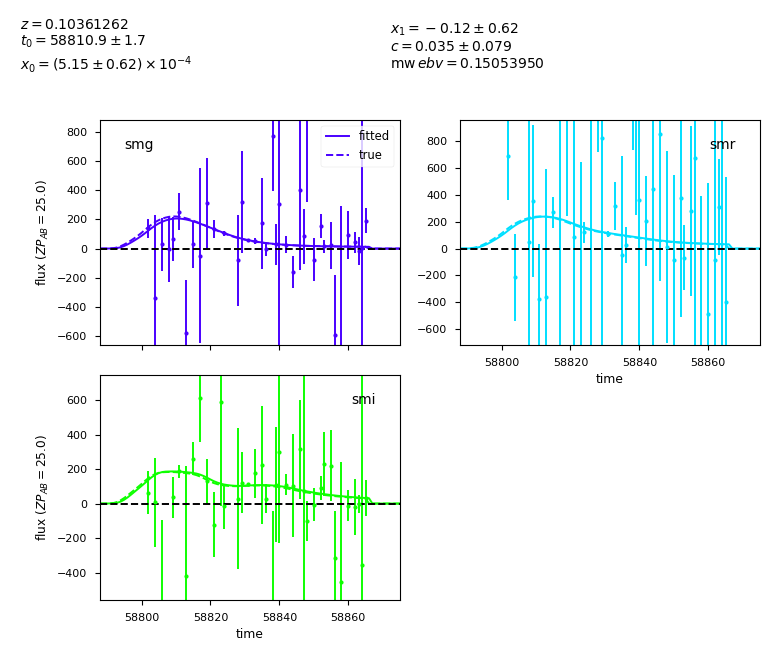 z = 0.10361262
t₀ = 58810.9 ± 1.7
x₀ = (5.15 ± 0.62) × 10⁻⁴
x₁ = −0.12 ± 0.62
c = 0.035 ± 0.079
mw ebv = 0.15053950
smg
fitted
true
flux (ZP_AB = 25.0)
800
600
400
200
0
−200
−400
−600
smr
800
600
400
200
0
−200
−400
−600
58800 58820 58840 58860
time
smi
flux (ZP_AB = 25.0)
600
400
200
0
−200
−400
58800 58820 58840 58860
time